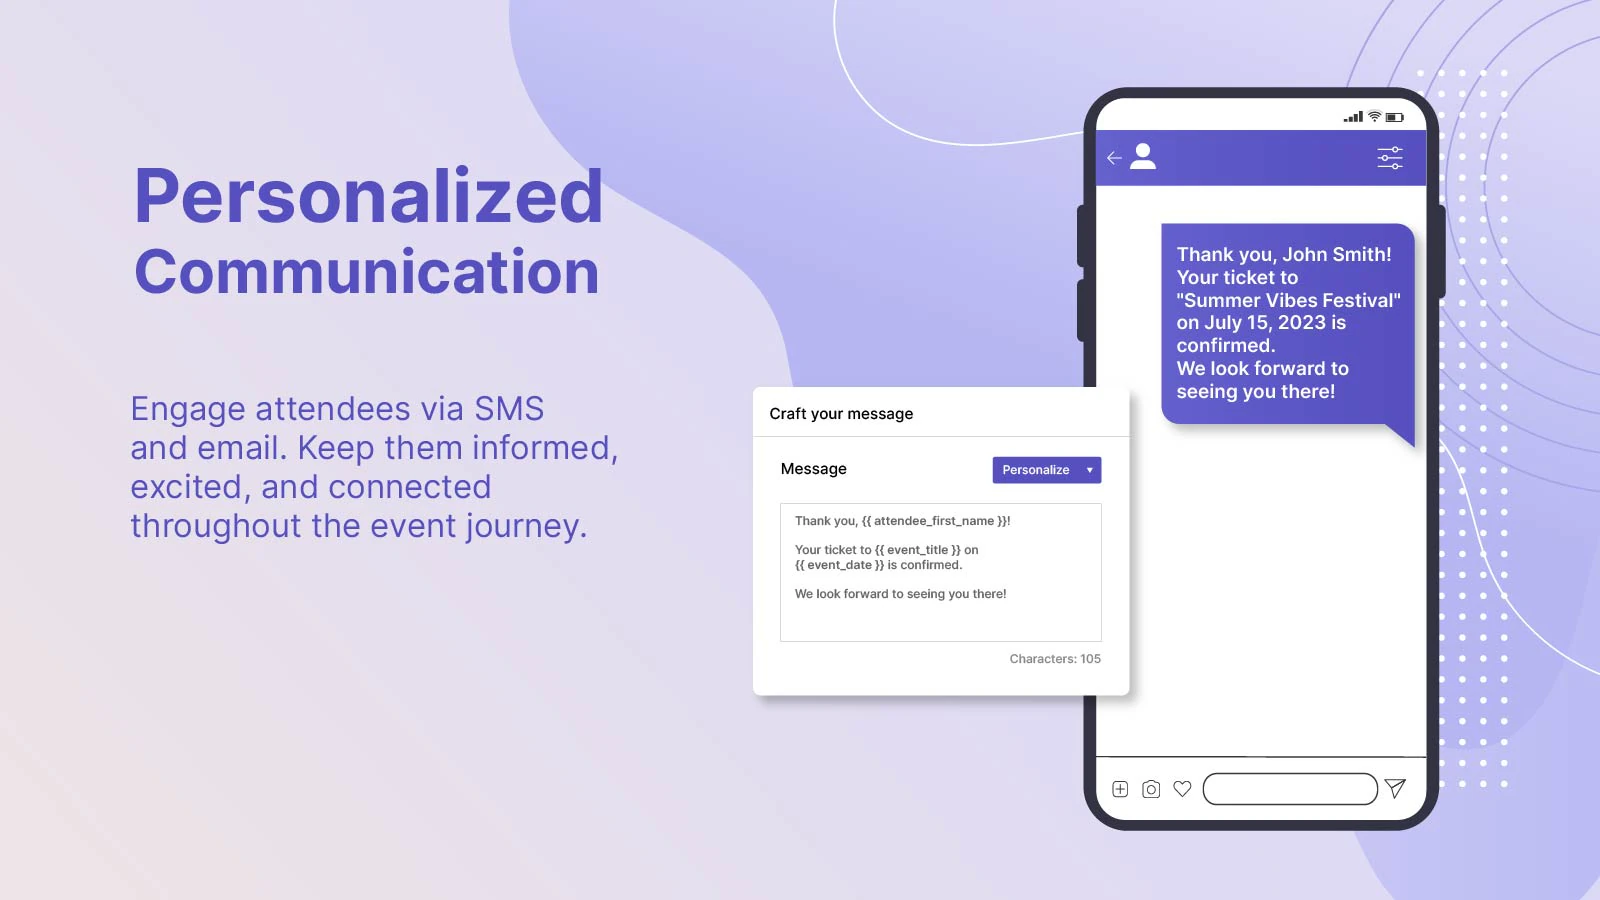 Personalized
Communication
Engage attendees via SMS
and email. Keep them informed,
excited, and connected
throughout the event journey.
Craft your message
Message
Personalize
Thank you, {{ attendee_first_name }}!
Your ticket to {{ event_title }} on
{{ event_date }} is confirmed.
We look forward to seeing you there!
Characters: 105
Thank you, John Smith!
Your ticket to
"Summer Vibes Festival"
on July 15, 2023 is
confirmed.
We look forward to
seeing you there!